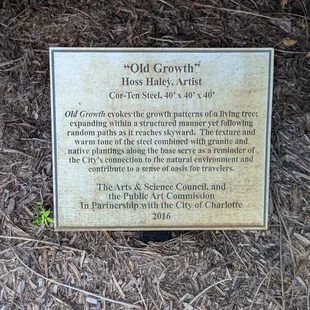 “Old Growth”
Hoss Haley, Artist
Cor-Ten Steel, 40’ x 40’ x 40’
Old Growth evokes the growth patterns of a living tree;
expanding within a structured manner yet following
random paths as it reaches skyward. The texture and
warm tone of the steel combined with granite and
native plantings along the base serve as a reminder of
the City’s connection to the natural environment and
contribute to a sense of oasis for travelers.
The Arts & Science Council, and
the Public Art Commission
In Partnership with the City of Charlotte
2016